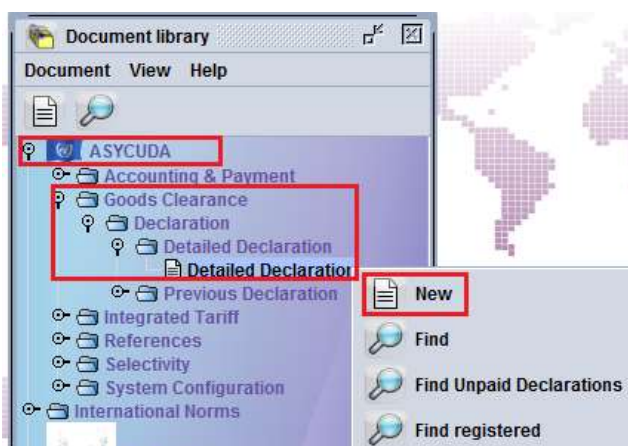 Document library
Document View Help
ASYCUDA
Accounting & Payment
Goods Clearance
Declaration
Detailed Declaration
Detailed Declaration
Previous Declaration
Integrated Tariff
References
Selectivity
System Configuration
International Norms
New
Find
Find Unpaid Declarations
Find registered